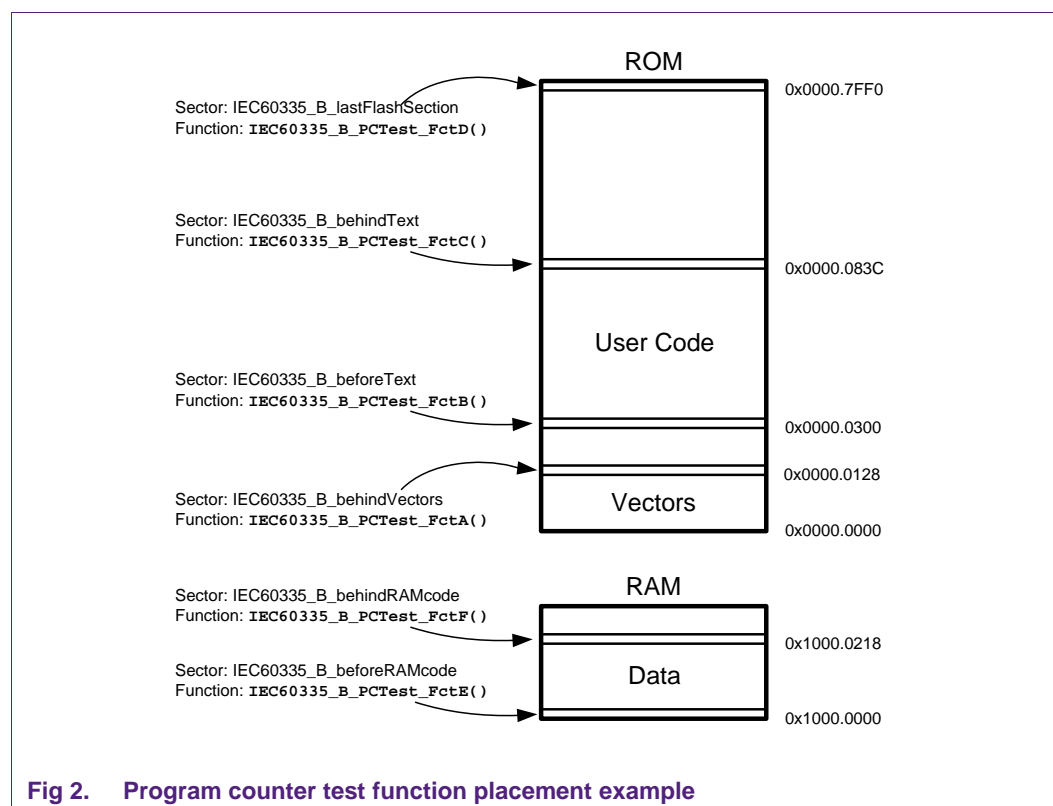 ROM
0x0000.7FF0
Sector: IEC60335_B_lastFlashSection
Function: IEC60335_B_PCTest_FctD()
Sector: IEC60335_B_behindText
Function: IEC60335_B_PCTest_FctC()
0x0000.083C
User Code
Sector: IEC60335_B_beforeText
Function: IEC60335_B_PCTest_FctB()
0x0000.0300
0x0000.0128
Sector: IEC60335_B_behindVectors
Function: IEC60335_B_PCTest_FctA()
Vectors
0x0000.0000
RAM
Sector: IEC60335_B_behindRAMcode
Function: IEC60335_B_PCTest_FctF()
0x1000.0218
Sector: IEC60335_B_beforeRAMcode
Function: IEC60335_B_PCTest_FctE()
Data
0x1000.0000
Fig 2. Program counter test function placement example